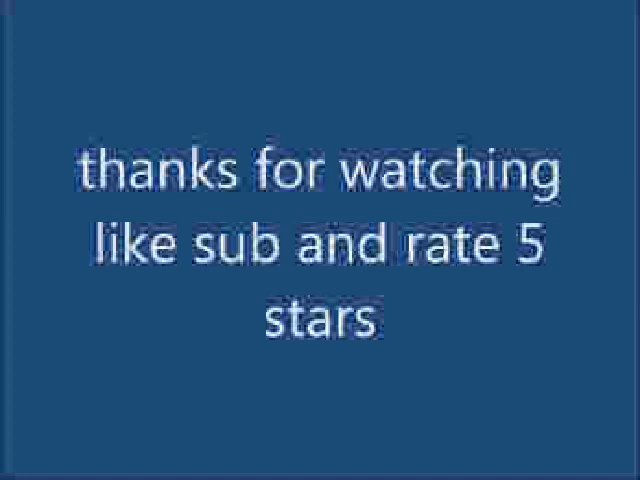 thanks for watching
like sub and rate 5
stars